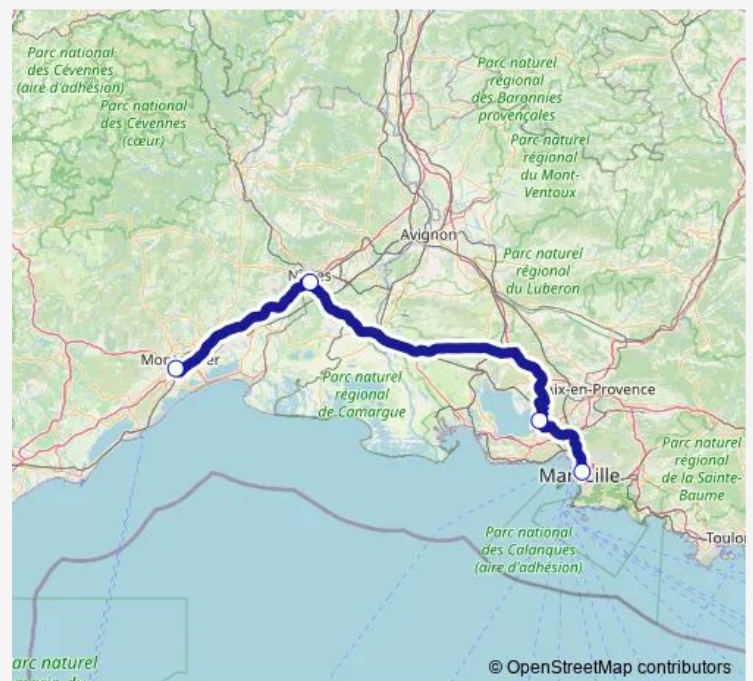 Parc national
des Cévennes
(aire d'adhésion)
Parc national
des Cévennes
(cœur)
Parc naturel
régional
des Baronnies
provençales
Parc naturel
régional
du Mont-
Ventoux
Avignon
Parc naturel
régional
du Luberon
Parc naturel
régional
de Camargue
ix-en-Provence
Parc naturel
régional
de la Sainte-
Baume
Toulo
Parc national
des Calanques
(aire d'adhésion)
arc naturel
© OpenStreetMap contributors